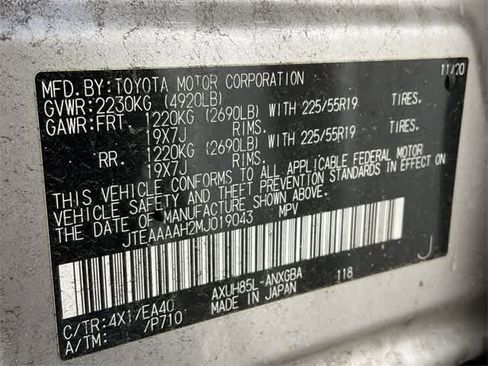 MFD.BY:TOYOTA MOTOR CORPORATION 11/20
GVWR:2230KG (4920LB)
GAWR:FRT. 1220KG (2690LB) WITH 225/55R19 TIRES.
19X7J RIMS.
RR. 1220KG (2690LB) WITH 225/55R19 TIRES.
19X7J RIMS.
THIS VEHICLE CONFORMS TO ALL APPLICABLE FEDERAL MOTOR
VEHICLE SAFETY AND THEFT PREVENTION STANDARDS IN EFFECT ON
THE DATE OF MANUFACTURE SHOWN ABOVE.
JTEAAAAH2MJ019043 MPV
J
AXUH85L-ANXGBA
C/TR:4X1/EA40 MADE IN JAPAN 118
A/TM: /P710